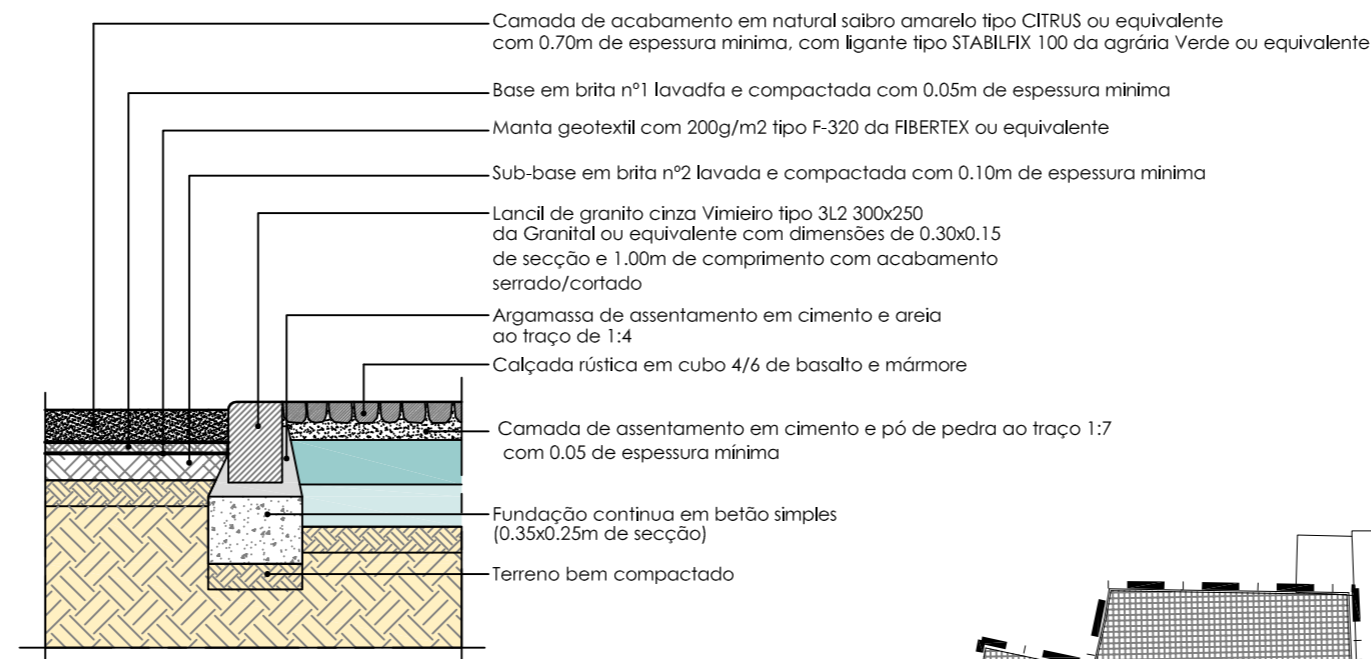 Camada de acabamento em natural saibro amarelo tipo CITRUS ou equivalente
com 0.70m de espessura minima, com ligante tipo STABILFIX 100 da agrária Verde ou equivalente
Base em brita nº1 lavadfa e compactada com 0.05m de espessura minima
Manta geotextil com 200g/m2 tipo F-320 da FIBERTEX ou equivalente
Sub-base em brita nº2 lavada e compactada com 0.10m de espessura minima
Lancil de granito cinza Vimieiro tipo 3L2 300x250
da Granital ou equivalente com dimensões de 0.30x0.15
de secção e 1.00m de comprimento com acabamento
serrado/cortado
Argamassa de assentamento em cimento e areia
ao traço de 1:4
Calçada rústica em cubo 4/6 de basalto e mármore
Camada de assentamento em cimento e pó de pedra ao traço 1:7
com 0.05 de espessura mínima
Fundação continua em betão simples
(0.35x0.25m de secção)
Terreno bem compactado